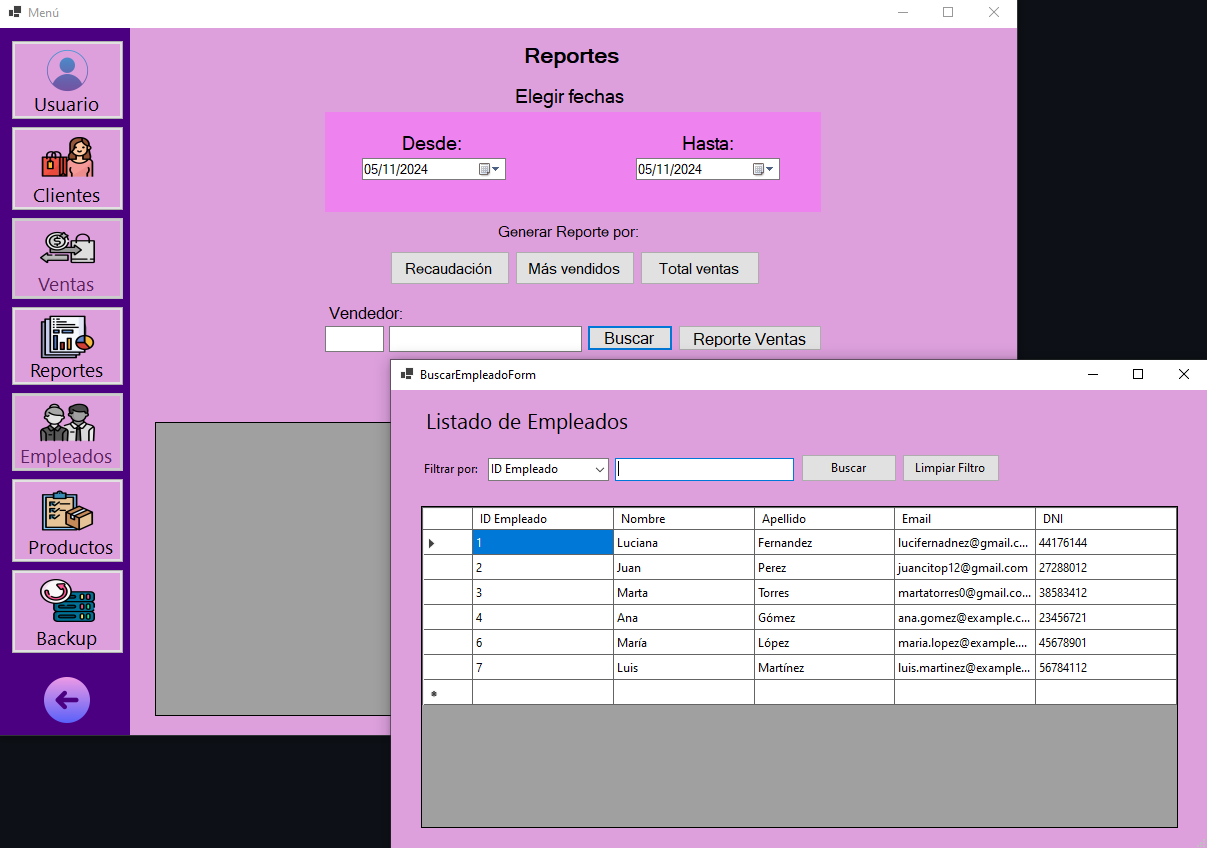 Menú
Usuario
Clientes
Ventas
Reportes
Empleados
Productos
Backup
Reportes
Elegir fechas
Desde: Hasta:
05/11/2024 05/11/2024
Generar Reporte por:
Recaudación Más vendidos Total ventas
Vendedor:
Buscar Reporte Ventas
BuscarEmpleadoForm
Listado de Empleados
Filtrar por: ID Empleado Buscar Limpiar Filtro
ID Empleado Nombre Apellido Email DNI
1 Luciana Fernandez lucifernadnez@gmail.c... 44176144
2 Juan Perez juancitop12@gmail.com 27288012
3 Marta Torres martatorres0@gmail.co... 38583412
4 Ana Gómez ana.gomez@example.c... 23456721
6 María López maria.lopez@example.... 45678901
7 Luis Martínez luis.martinez@example... 56784112